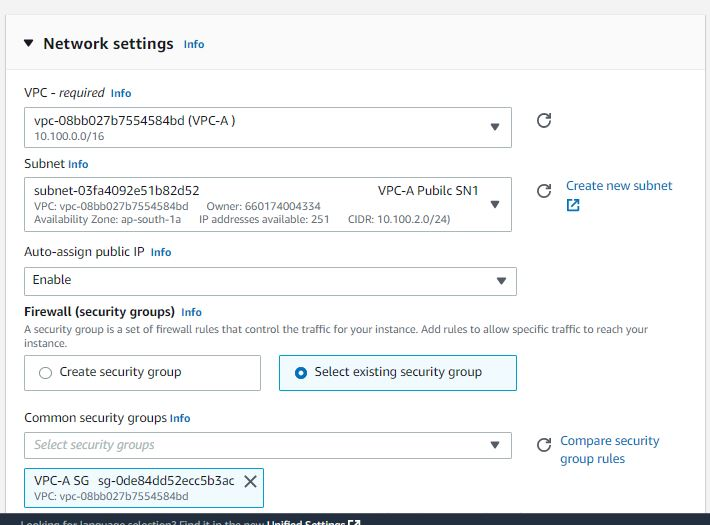 Network settings Info
VPC - required Info
vpc-08bb027b7554584bd (VPC-A )
10.100.0.0/16
Subnet Info
subnet-03fa4092e51b82d52 VPC-A Pubilc SN1
VPC: vpc-08bb027b7554584bd Owner: 660174004334
Availability Zone: ap-south-1a IP addresses available: 251 CIDR: 10.100.2.0/24)
Create new subnet
Auto-assign public IP Info
Enable
Firewall (security groups) Info
A security group is a set of firewall rules that control the traffic for your instance. Add rules to allow specific traffic to reach your
instance.
Create security group
Select existing security group
Common security groups Info
Select security groups
Compare security
group rules
VPC-A SG sg-0de84dd52ecc5b3ac
VPC: vpc-08bb027b7554584bd
Looking for language selection? Find it in the new Unified Settings